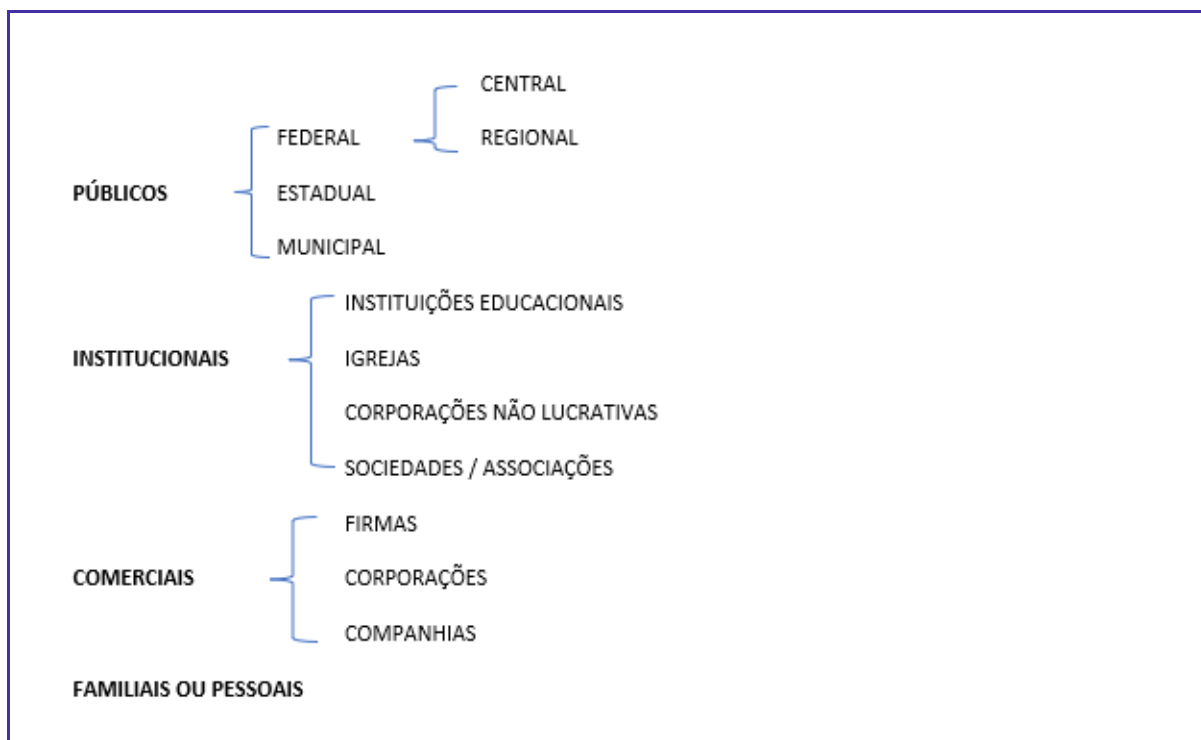 CENTRAL
FEDERAL REGIONAL
PÚBLICOS ESTADUAL
MUNICIPAL
INSTITUIÇÕES EDUCACIONAIS
INSTITUCIONAIS IGREJAS
CORPORAÇÕES NÃO LUCRATIVAS
SOCIEDADES / ASSOCIAÇÕES
FIRMAS
COMERCIAIS CORPORAÇÕES
COMPANHIAS
FAMILIAIS OU PESSOAIS